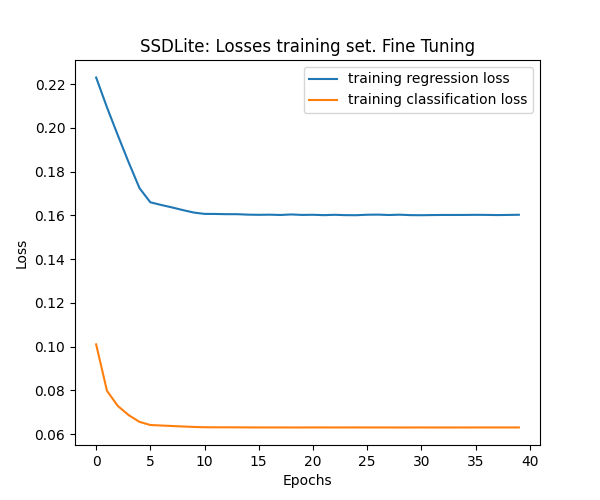 SSDLite: Losses training set. Fine Tuning
training regression loss
training classification loss
0.22
0.20
0.18
0.16
0.14
0.12
0.10
0.08
0.06
Loss
0 5 10 15 20 25 30 35 40
Epochs